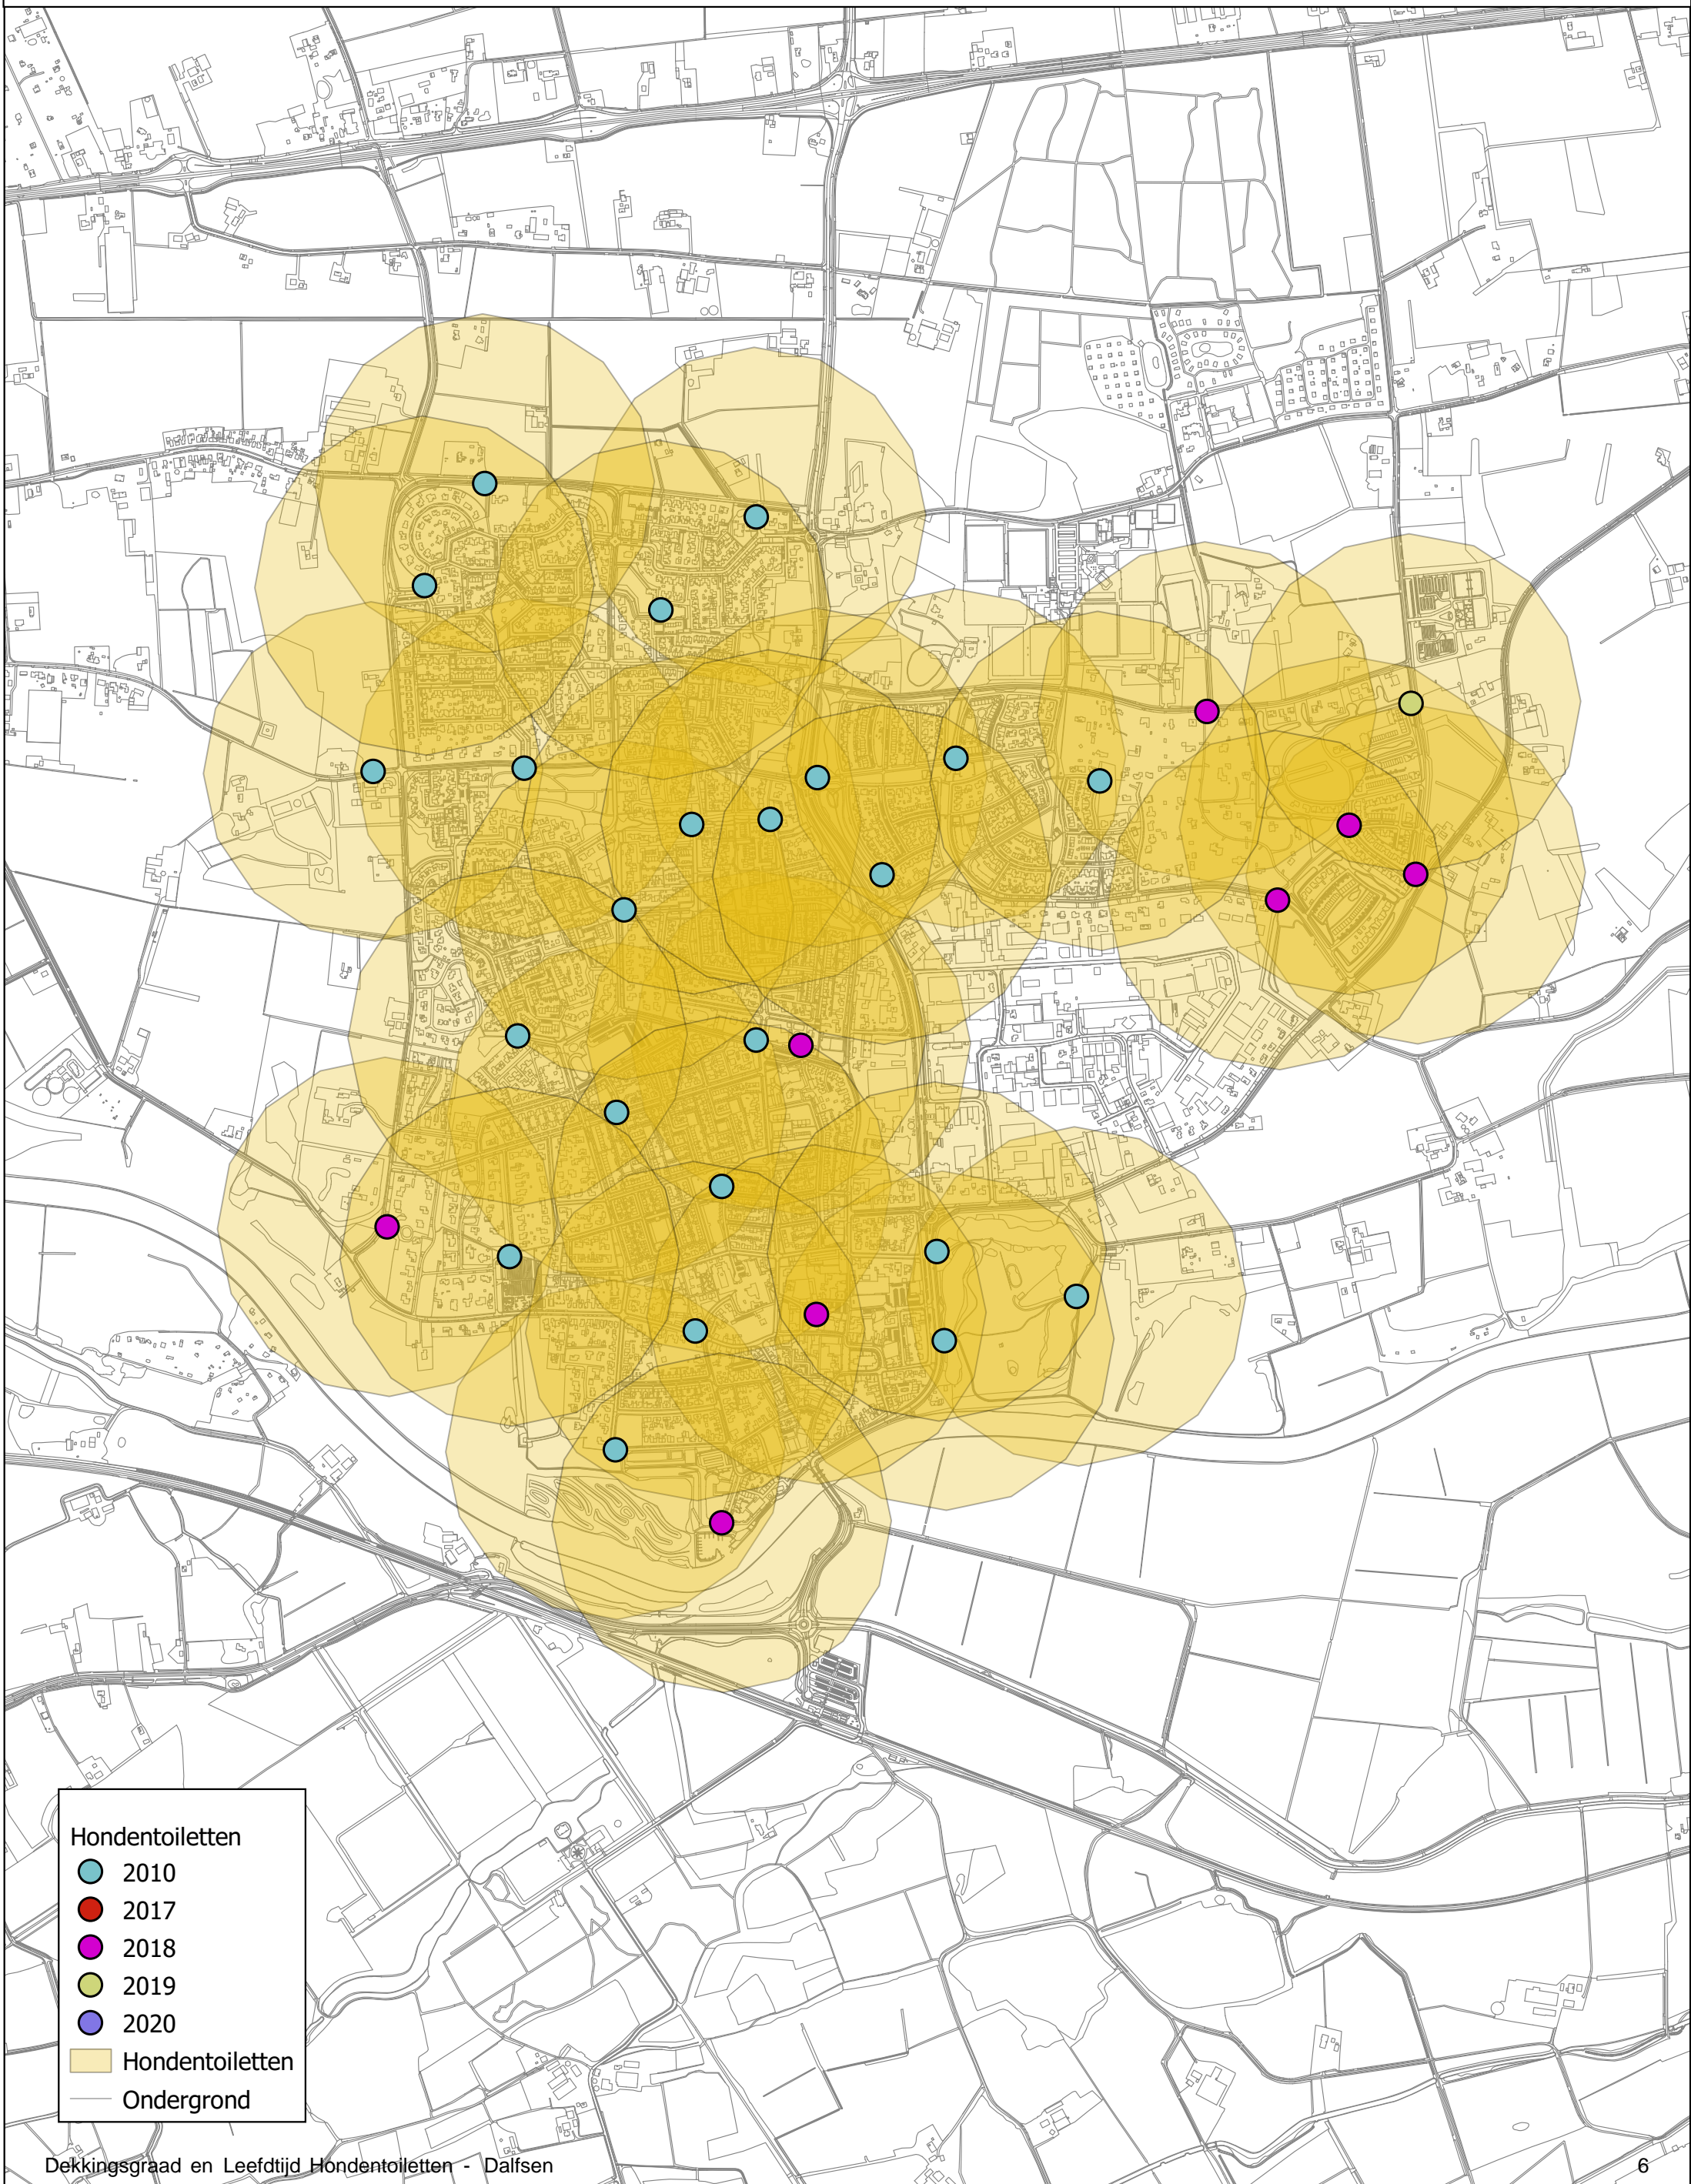 Hondentoiletten
2010
2017
2018
2019
2020
Hondentoiletten
Ondergrond
Dekkingsgraad en Leefdtijd Hondentoiletten - Dalfsen
6